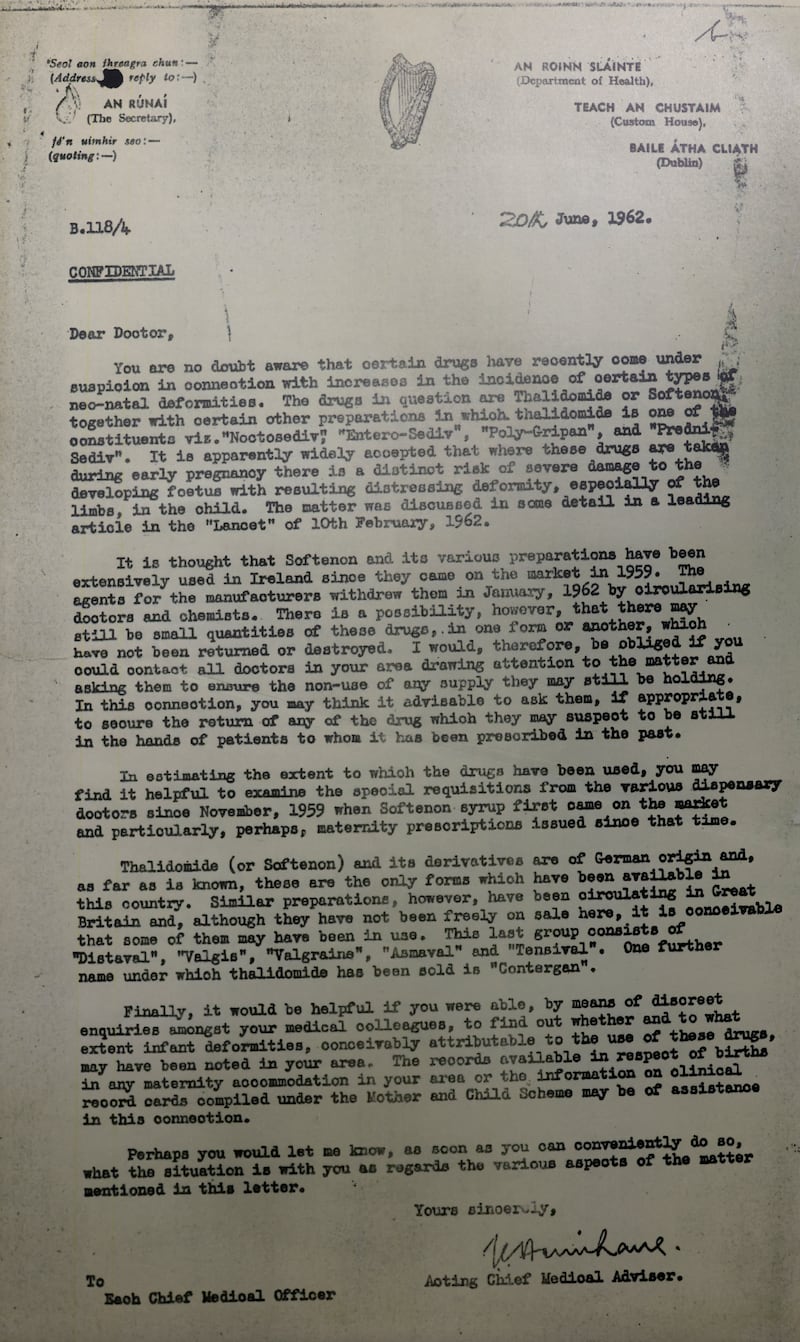 *Seol aon fhreagra chun:—
(Address reply to:—)
AN RÚNAÍ
(The Secretary),
fé'n uimhir seo:—
(quoting:—)
AN ROINN SLÁINTE
(Department of Health),
TEACH AN CHUSTAIM
(Custom House),
BAILE ÁTHA CLIATH
(Dublin)
B.118/4
20th June, 1962.
CONFIDENTIAL
Dear Doctor,
You are no doubt aware that certain drugs have recently come under
suspicion in connection with increases in the incidence of certain types of
neo-natal deformities. The drugs in question are Thalidomide or Softenon
together with certain other preparations in which thalidomide is one of the
constituents viz."Noctosediv", "Entero-Sediv", "Poly-Gripan", and "Predni-
Sediv". It is apparently widely accepted that where these drugs are taken
during early pregnancy there is a distinct risk of severe damage to the
developing foetus with resulting distressing deformity, especially of the
limbs, in the child. The matter was discussed in some detail in a leading
article in the "Lancet" of 10th February, 1962.
It is thought that Softenon and its various preparations have been
extensively used in Ireland since they came on the market in 1959. The
agents for the manufacturers withdrew them in January, 1962 by circularising
doctors and chemists. There is a possibility, however, that there may
still be small quantities of these drugs, in one form or another, which
have not been returned or destroyed. I would, therefore, be obliged if you
could contact all doctors in your area drawing attention to the matter and
asking them to ensure the non-use of any supply they may still be holding.
In this connection, you may think it advisable to ask them, if appropriate,
to secure the return of any of the drug which they may suspect to be still
in the hands of patients to whom it has been prescribed in the past.
In estimating the extent to which the drugs have been used, you may
find it helpful to examine the special requisitions from the various dispensary
doctors since November, 1959 when Softenon syrup first came on the market
and particularly, perhaps, maternity prescriptions issued since that time.
Thalidomide (or Softenon) and its derivatives are of German origin and,
as far as is known, these are the only forms which have been available in
this country. Similar preparations, however, have been circulating in Great
Britain and, although they have not been freely on sale here, it is conceivable
that some of them may have been in use. This last group consists of
"Distaval", "Valgis", "Valgraine", "Asmaval" and "Tensival". One further
name under which thalidomide has been sold is "Contergan".
Finally, it would be helpful if you were able, by means of discreet
enquiries amongst your medical colleagues, to find out whether and to what
extent infant deformities, conceivably attributable to the use of these drugs,
may have been noted in your area. The records available in respect of births
in any maternity accommodation in your area or the information on clinical
record cards compiled under the Mother and Child Scheme may be of assistance
in this connection.
Perhaps you would let me know, as soon as you can conveniently do so,
what the situation is with you as regards the various aspects of the matter
mentioned in this letter.
Yours sincerely,
Acting Chief Medical Adviser.
To
Each Chief Medical Officer